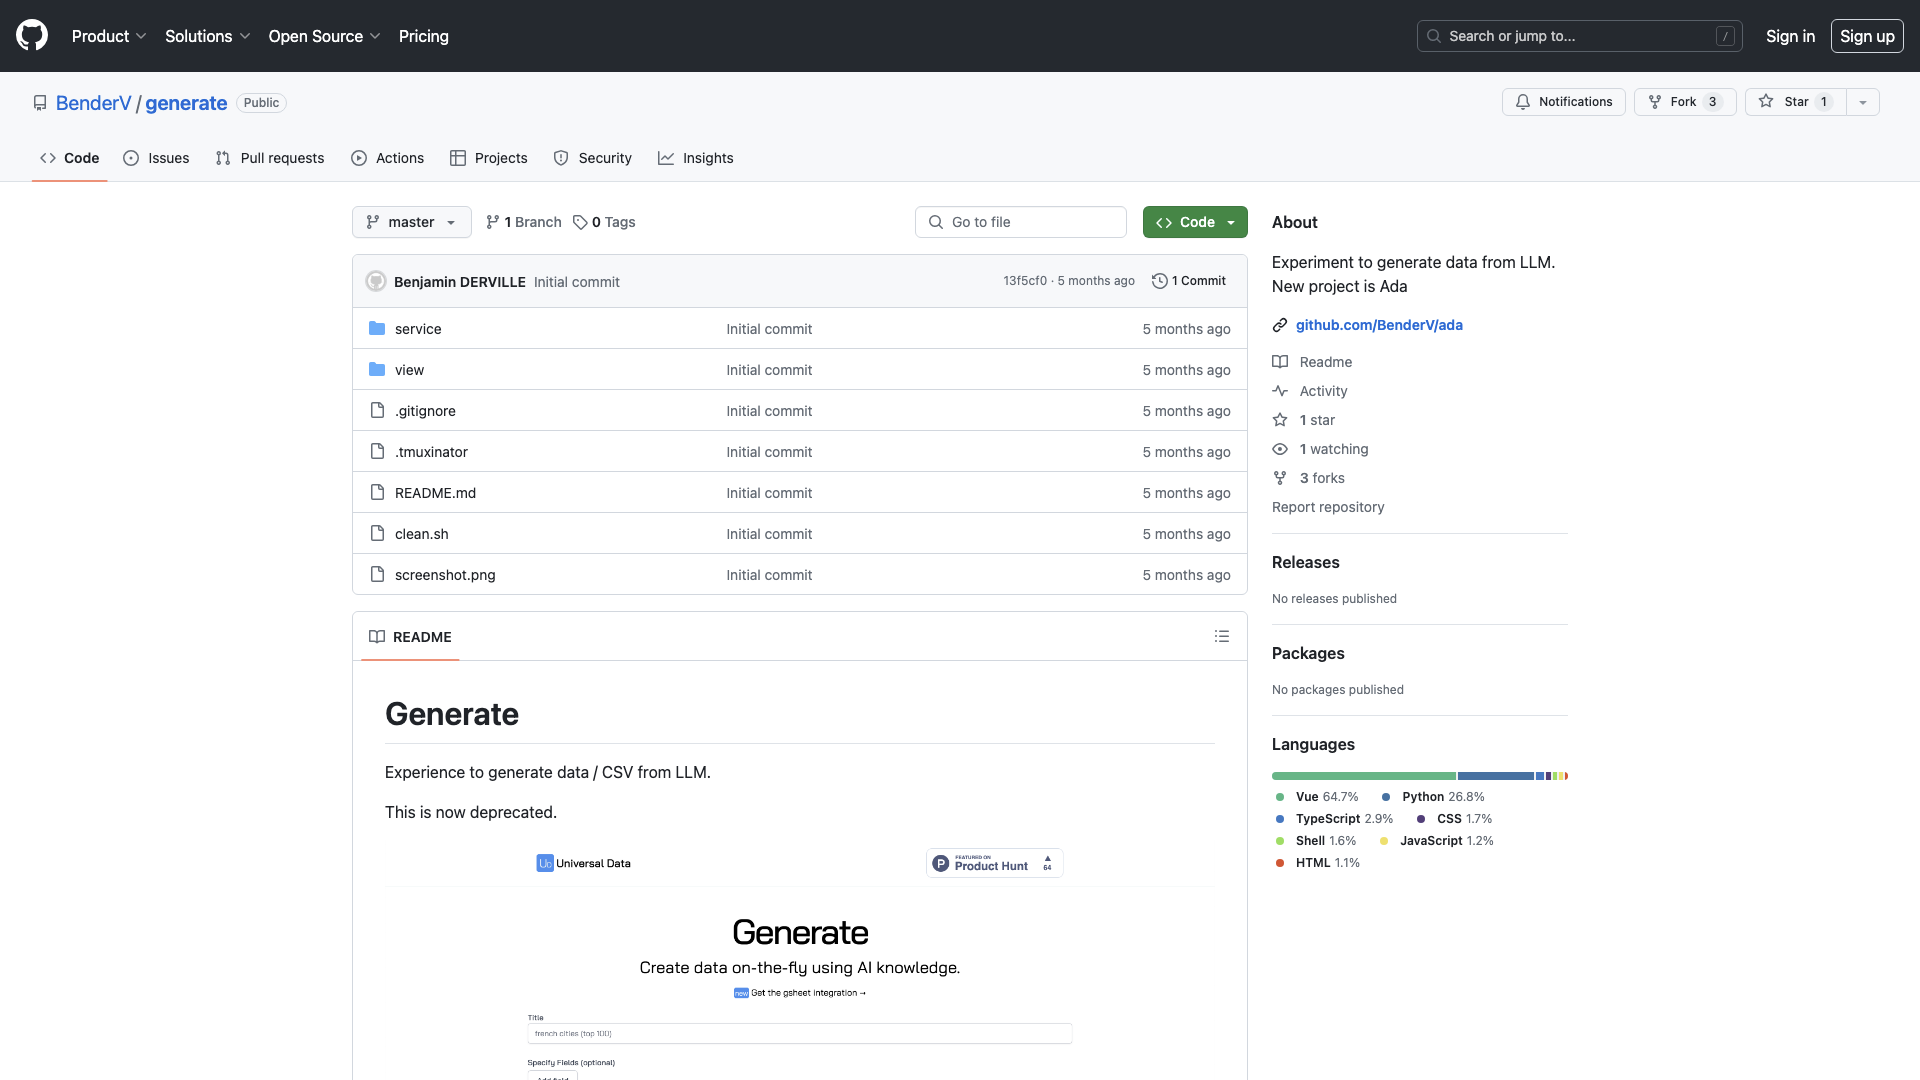 Product Solutions Open Source Pricing Search or jump to... / Sign in Sign up
BenderV / generate Public Notifications Fork 3 Star 1
Code Issues Pull requests Actions Projects Security Insights
master 1 Branch 0 Tags Go to file Code
Benjamin DERVILLE Initial commit 13f5cf0 · 5 months ago 1 Commit
service Initial commit 5 months ago
view Initial commit 5 months ago
.gitignore Initial commit 5 months ago
.tmuxinator Initial commit 5 months ago
README.md Initial commit 5 months ago
clean.sh Initial commit 5 months ago
screenshot.png Initial commit 5 months ago
README
Generate
Experience to generate data / CSV from LLM.
This is now deprecated.
U₀ Universal Data
P FEATURED ON
Product Hunt
▲
64
Generate
Create data on-the-fly using AI knowledge.
new Get the gsheet integration →
Title
french cities (top 100)
Specify Fields (optional)
Add field
About
Experiment to generate data from LLM.
New project is Ada
github.com/BenderV/ada
Readme
Activity
1 star
1 watching
3 forks
Report repository
Releases
No releases published
Packages
No packages published
Languages
Vue 64.7% Python 26.8%
TypeScript 2.9% CSS 1.7%
Shell 1.6% JavaScript 1.2%
HTML 1.1%